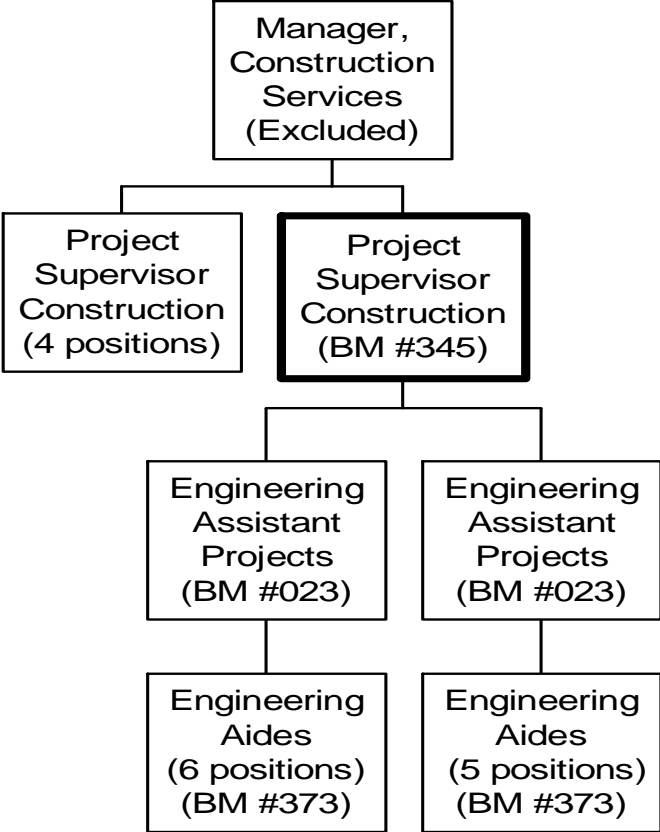 Manager,
Construction
Services
(Excluded)
Project
Supervisor
Construction
(4 positions)
Project
Supervisor
Construction
(BM #345)
Engineering
Assistant
Projects
(BM #023)
Engineering
Assistant
Projects
(BM #023)
Engineering
Aides
(6 positions)
(BM #373)
Engineering
Aides
(5 positions)
(BM #373)